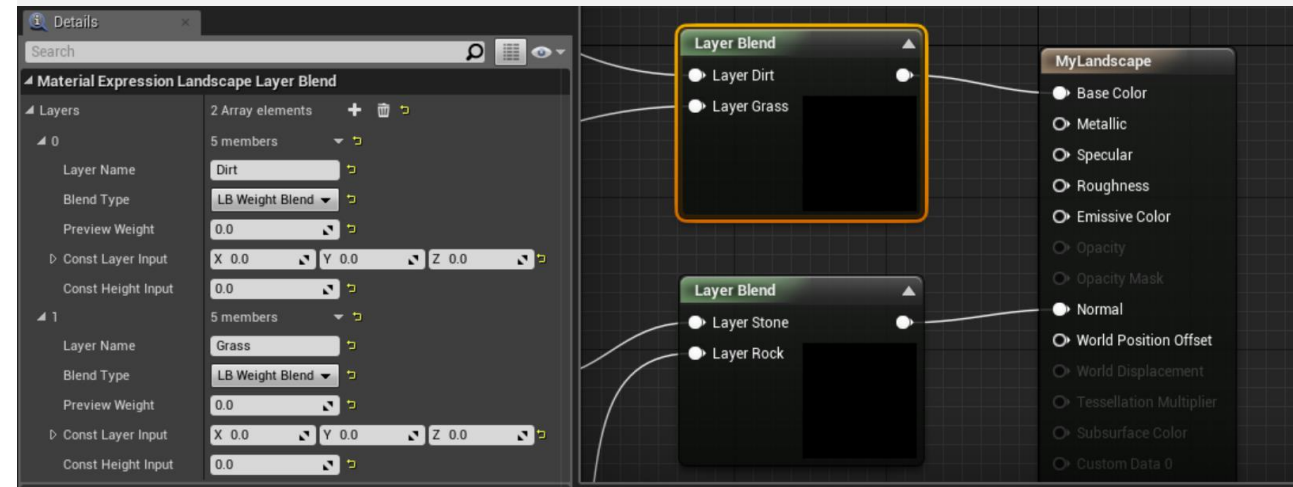 Details
Search
Material Expression Landscape Layer Blend
Layers 2 Array elements
0 5 members
Layer Name Dirt
Blend Type LB Weight Blend
Preview Weight 0.0
Const Layer Input X 0.0 Y 0.0 Z 0.0
Const Height Input 0.0
1 5 members
Layer Name Grass
Blend Type LB Weight Blend
Preview Weight 0.0
Const Layer Input X 0.0 Y 0.0 Z 0.0
Const Height Input 0.0
Layer Blend
Layer Dirt
Layer Grass
Layer Blend
Layer Stone
Layer Rock
MyLandscape
Base Color
Metallic
Specular
Roughness
Emissive Color
Opacity
Opacity Mask
Normal
World Position Offset
World Displacement
Tessellation Multiplier
Subsurface Color
Custom Data 0